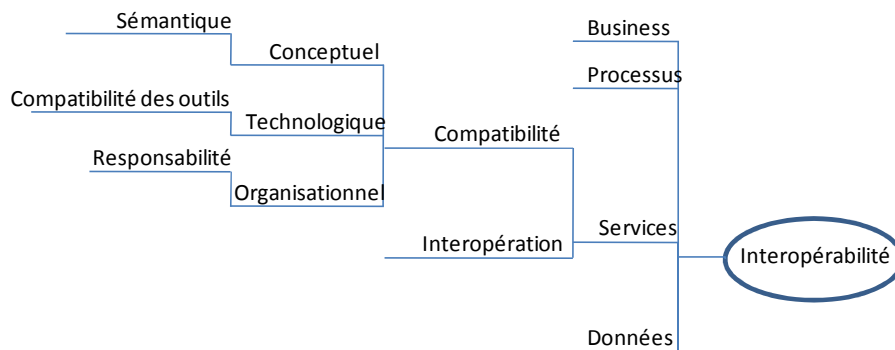 Sémantique
Conceptuel
Compatibilité des outils
Technologique
Responsabilité
Organisationnel
Compatibilité
Interopération
Business
Processus
Services
Données
Interopérabilité